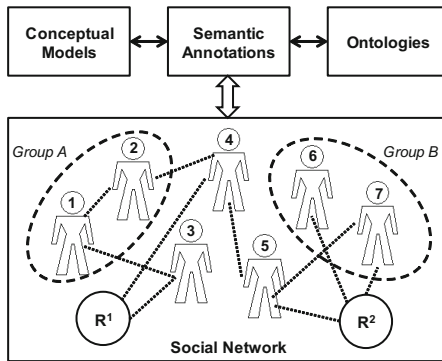 Conceptual Models
Semantic Annotations
Ontologies
Group A
2
4
6
Group B
1
3
5
7
R¹
R²
Social Network